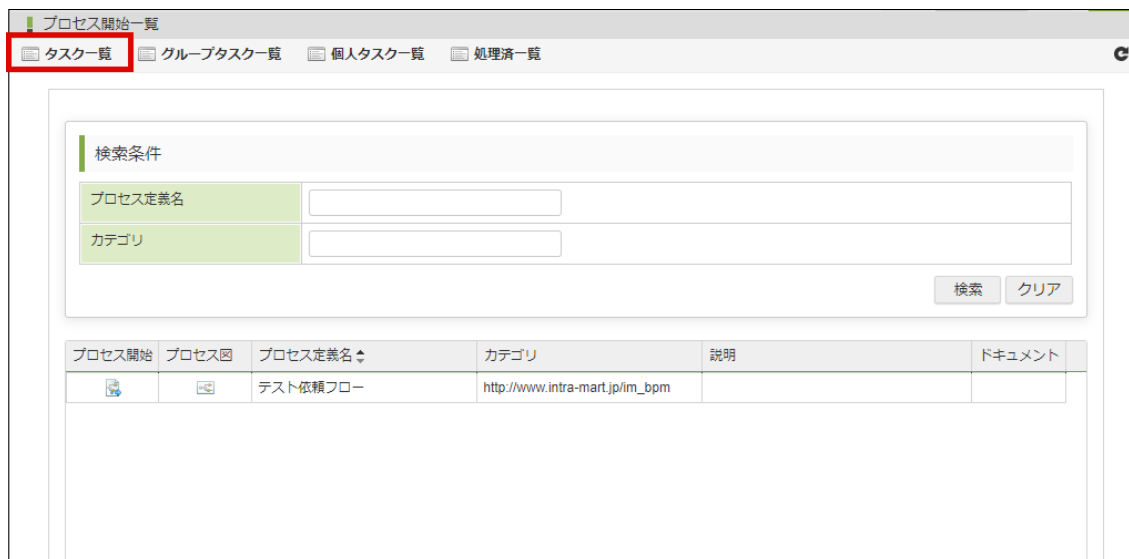 プロセス開始一覧
タスク一覧 グループタスク一覧 個人タスク一覧 処理済一覧
検索条件
プロセス定義名
カテゴリ
検索 クリア
プロセス開始 プロセス図 プロセス定義名 カテゴリ 説明 ドキュメント
テスト依頼フロー http://www.intra-mart.jp/im_bpm